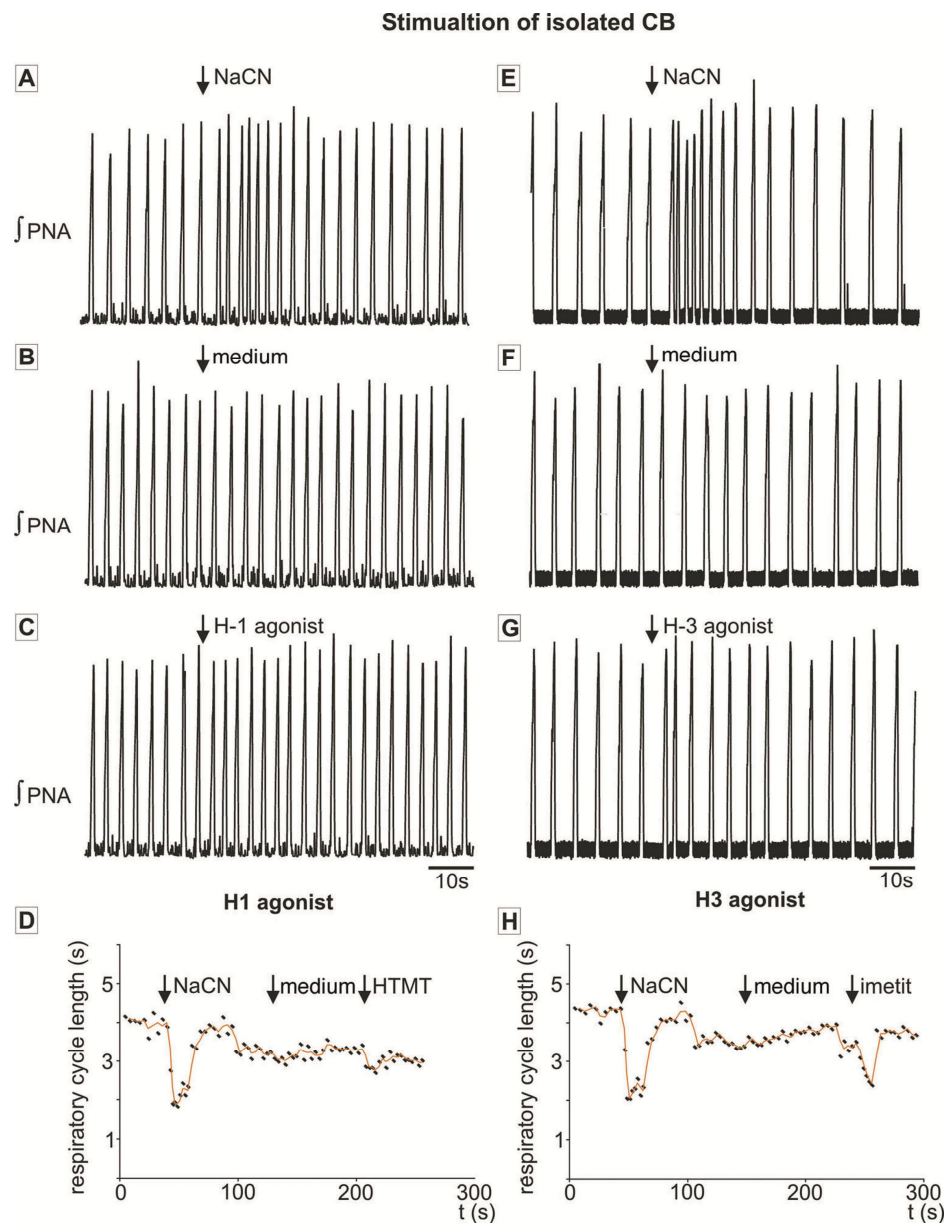 Stimualtion of isolated CB
A
NaCN
∫ PNA
B
medium
∫ PNA
C
H-1 agonist
∫ PNA
10s
E
NaCN
F
medium
G
H-3 agonist
10s
H1 agonist
D
respiratory cycle length (s)
5
3
1
NaCN
medium
HTMT
0
100
200
300
t (s)
H3 agonist
H
respiratory cycle length (s)
5
3
1
NaCN
medium
imetit
0
100
200
300
t (s)